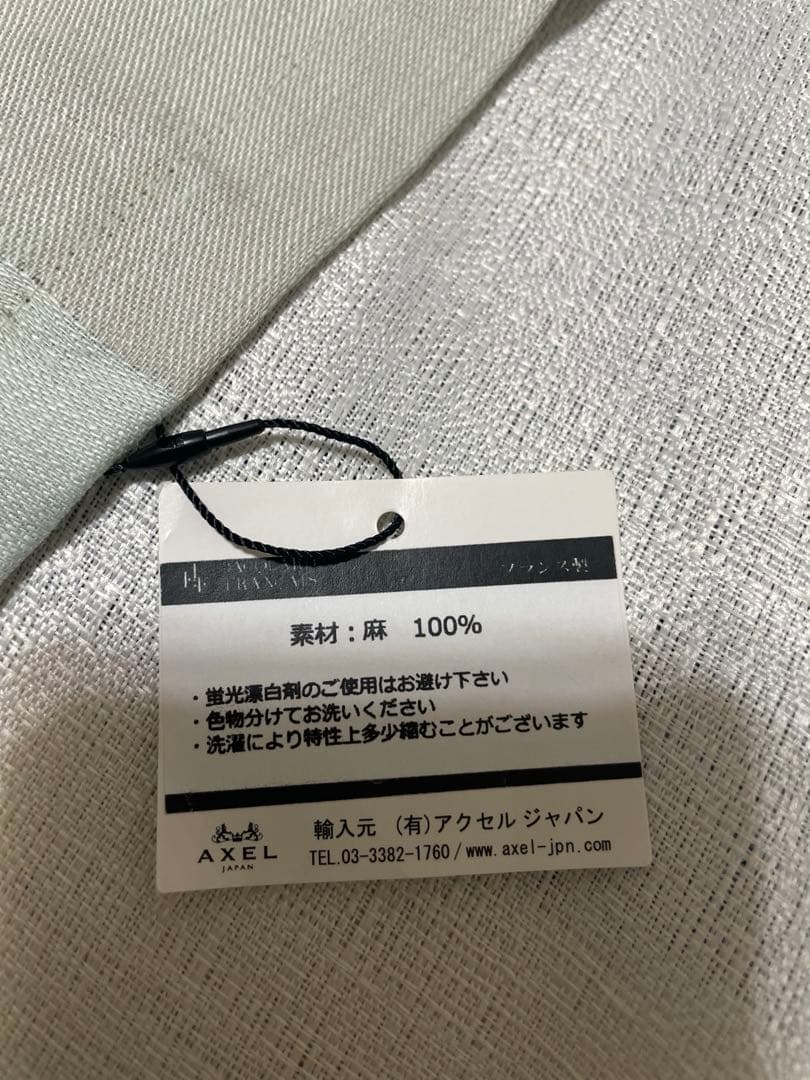 FRANÇAIS
フランス製
素材：麻　100%
・蛍光漂白剤のご使用はお避け下さい
・色物分けてお洗いください
・洗濯により特性上多少縮むことがございます
AXEL
JAPAN
輸入元　(有)アクセル ジャパン
TEL.03-3382-1760/www.axel-jpn.com